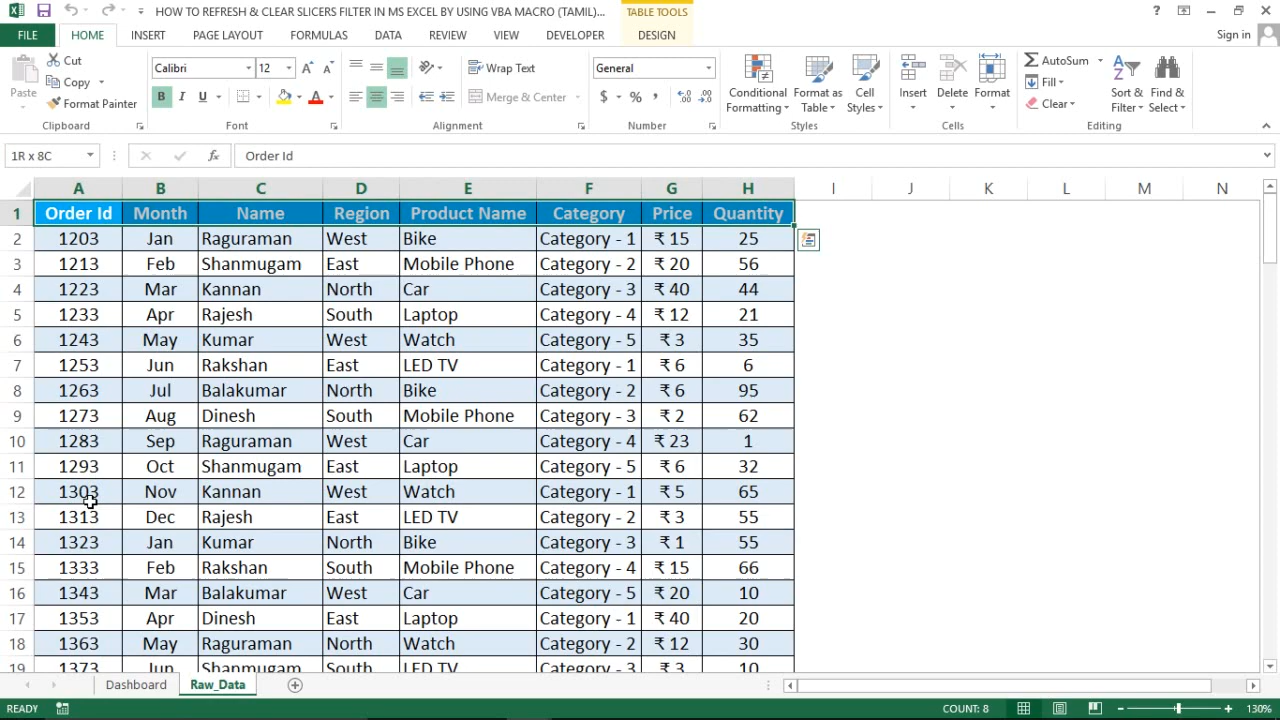 HOW TO REFRESH & CLEAR SLICERS FILTER IN MS EXCEL BY USING VBA MACRO (TAMIL)...
TABLE TOOLS
?
FILE HOME INSERT PAGE LAYOUT FORMULAS DATA REVIEW VIEW DEVELOPER DESIGN Sign in
Paste
Cut
Copy
Format Painter
Clipboard
Calibri 12
B I U
Font
Wrap Text
Merge & Center
Alignment
General
$ % ,
Number
Conditional Formatting
Format as Table
Cell Styles
Styles
Insert
Delete
Format
Cells
AutoSum
Fill
Clear
Sort & Filter
Find & Select
Editing
1R x 8C fx Order Id
A B C D E F G H I J K L M N
1 Order Id Month Name Region Product Name Category Price Quantity
2 1203 Jan Raguraman West Bike Category - 1 ₹ 15 25
3 1213 Feb Shanmugam East Mobile Phone Category - 2 ₹ 20 56
4 1223 Mar Kannan North Car Category - 3 ₹ 40 44
5 1233 Apr Rajesh South Laptop Category - 4 ₹ 12 21
6 1243 May Kumar West Watch Category - 5 ₹ 3 35
7 1253 Jun Rakshan East LED TV Category - 1 ₹ 6 6
8 1263 Jul Balakumar North Bike Category - 2 ₹ 6 95
9 1273 Aug Dinesh South Mobile Phone Category - 3 ₹ 2 62
10 1283 Sep Raguraman West Car Category - 4 ₹ 23 1
11 1293 Oct Shanmugam East Laptop Category - 5 ₹ 6 32
12 1303 Nov Kannan West Watch Category - 1 ₹ 5 65
13 1313 Dec Rajesh East LED TV Category - 2 ₹ 3 55
14 1323 Jan Kumar North Bike Category - 3 ₹ 1 55
15 1333 Feb Rakshan South Mobile Phone Category - 4 ₹ 15 66
16 1343 Mar Balakumar West Car Category - 5 ₹ 20 10
17 1353 Apr Dinesh East Laptop Category - 1 ₹ 40 20
18 1363 May Raguraman North Watch Category - 2 ₹ 12 30
19 1373 Jun Shanmugam South LED TV Category - 3 ₹ 3 10
Dashboard Raw_Data
READY COUNT: 8 130%